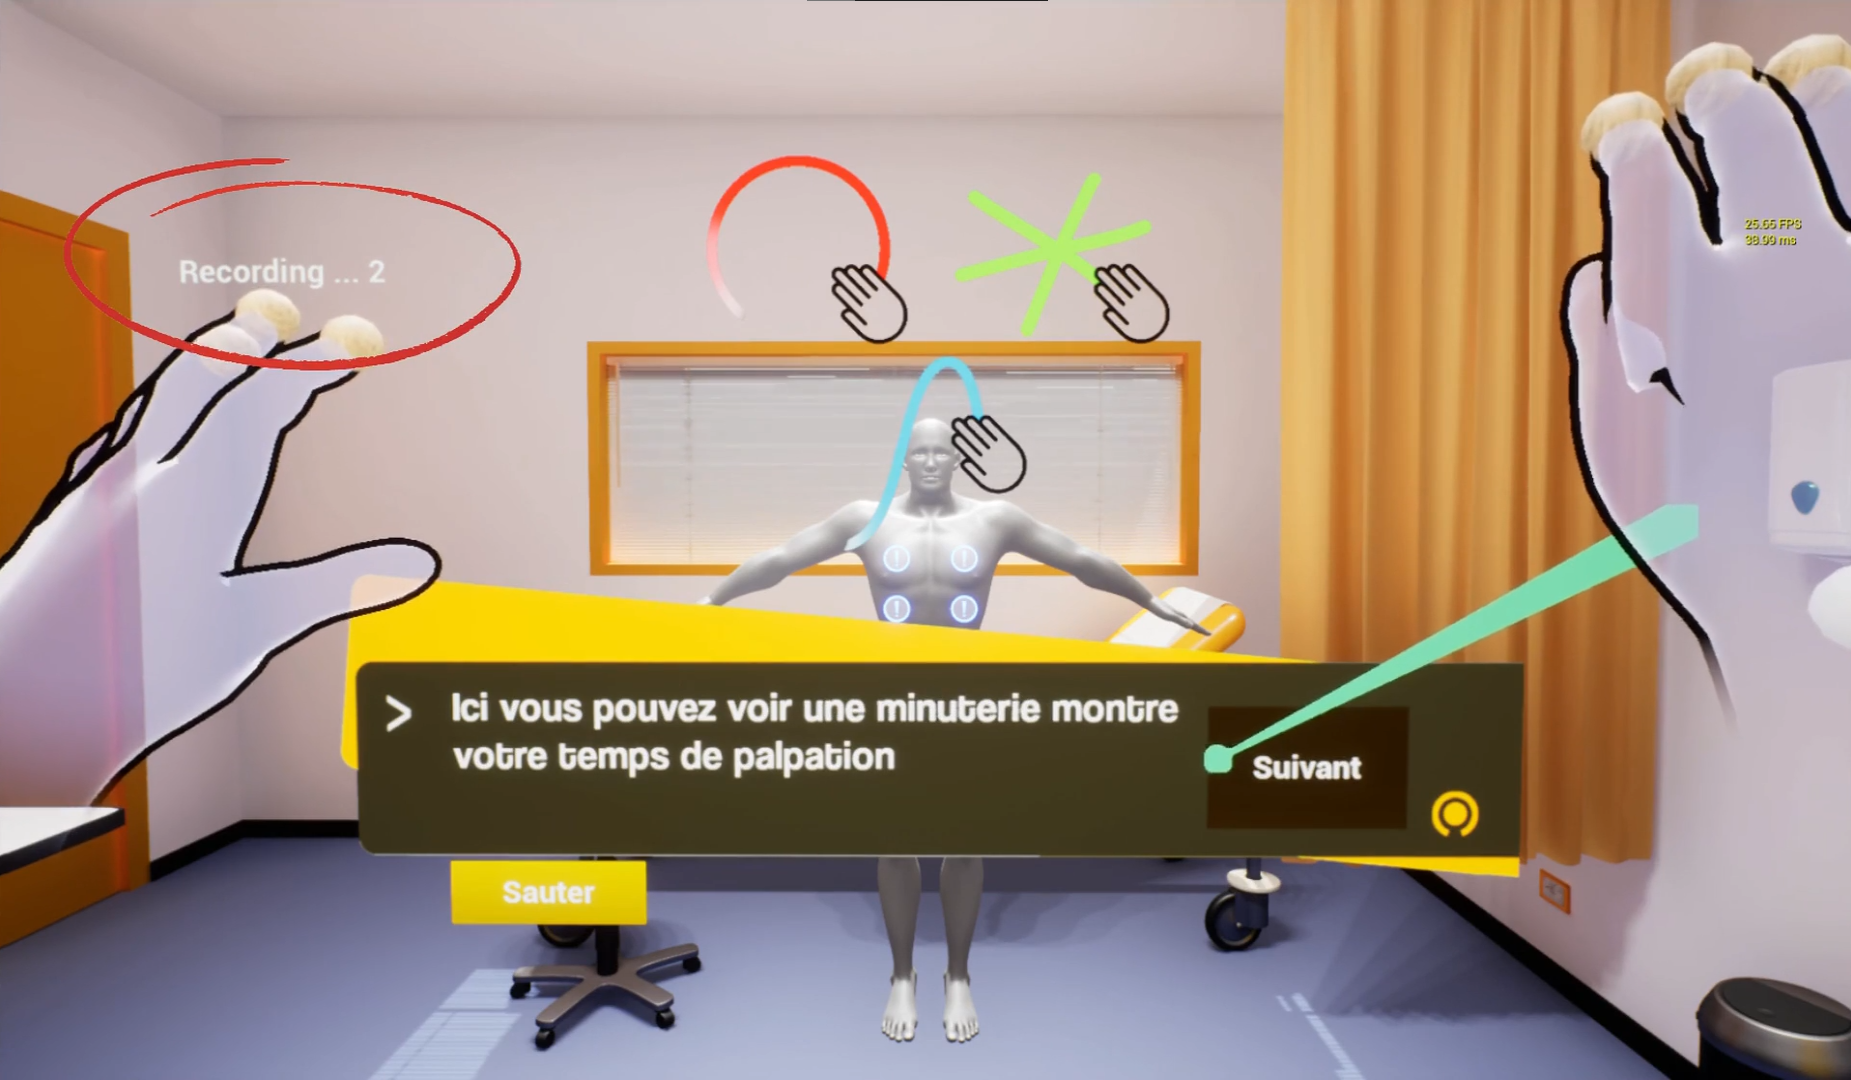 Recording ... 2
25.65 FPS
38.99 ms
> Ici vous pouvez voir une minuterie montre
votre temps de palpation
Suivant
Sauter